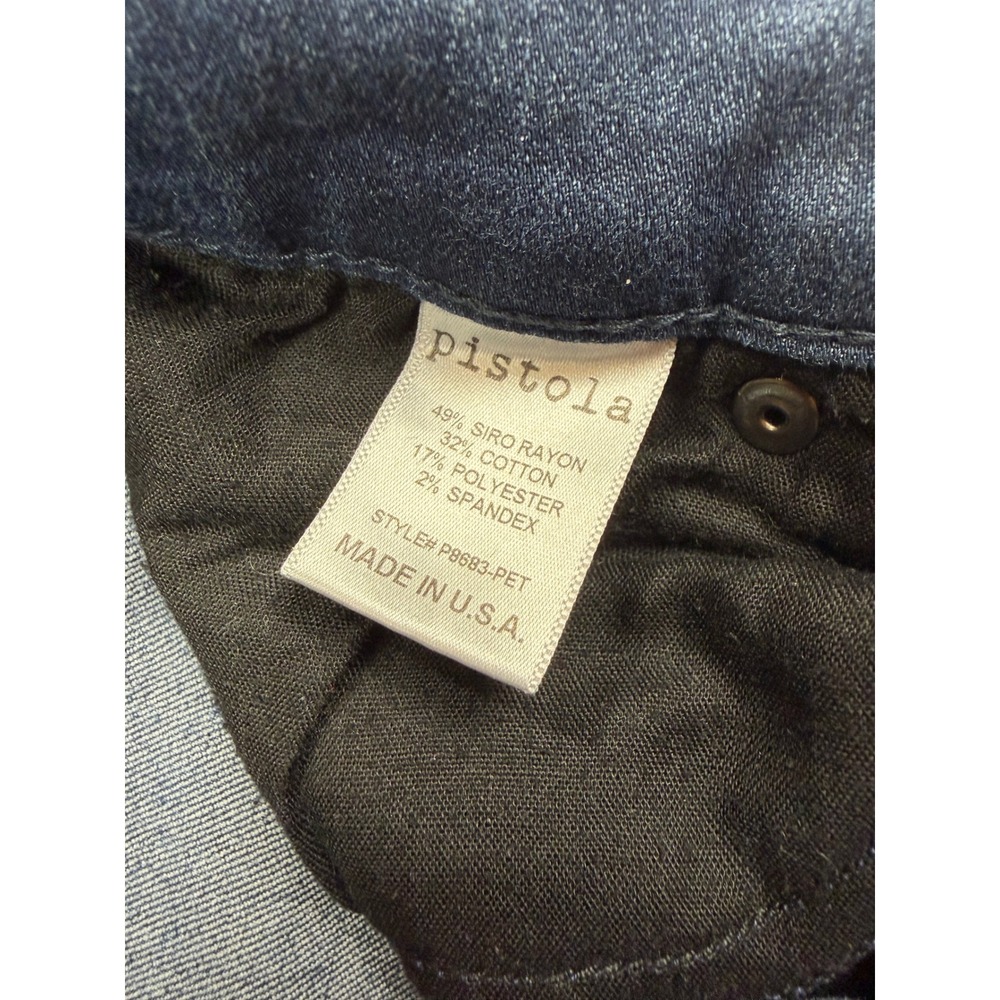 pistola
49% SIRO RAYON
32% COTTON
17% POLYESTER
2% SPANDEX
STYLE# P8683-PET
MADE IN U.S.A.